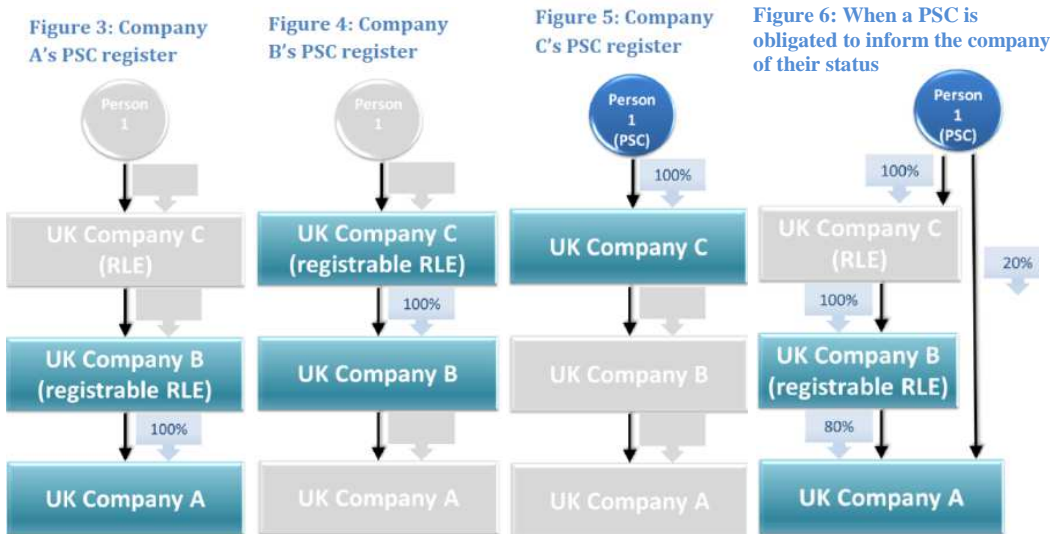 Figure 3: Company
A's PSC register
Person
1
UK Company C
(RLE)
UK Company B
(registrable RLE)
100%
UK Company A
Figure 4: Company
B's PSC register
Person
1
UK Company C
(registrable RLE)
100%
UK Company B
UK Company A
Figure 5: Company
C's PSC register
Person
1
(PSC)
100%
UK Company C
UK Company B
UK Company A
Figure 6: When a PSC is
obligated to inform the company
of their status
Person
1
(PSC)
100%
UK Company C
(RLE)
20%
100%
UK Company B
(registrable RLE)
80%
UK Company A